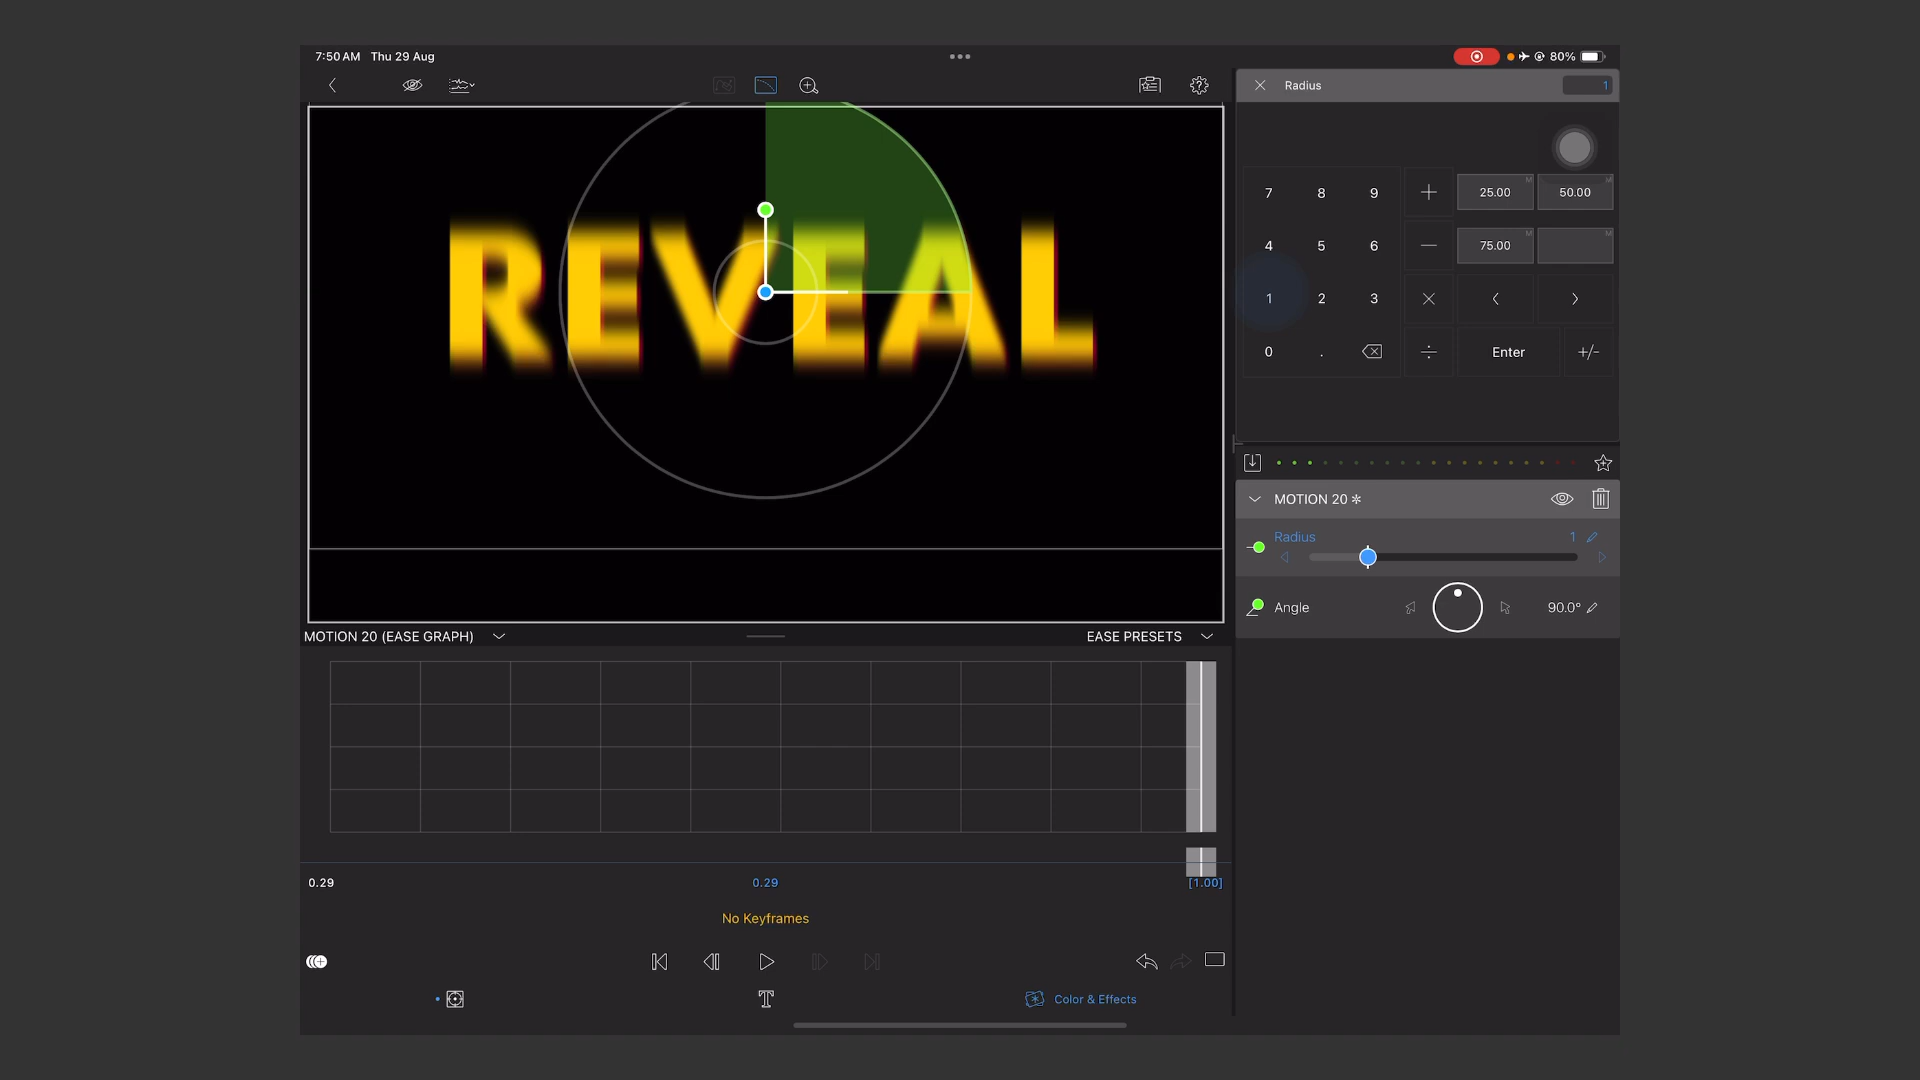 7:50 AM Thu 29 Aug
80%
Radius
1
REVEAL
7 8 9 25.00 M 50.00 M
4 5 6 75.00 M M
1 2 3
0 . Enter +/-
MOTION 20
Radius 1
Angle 90.0°
MOTION 20 (EASE GRAPH)
EASE PRESETS
0.29 0.29 [1.00]
No Keyframes
T
Color & Effects